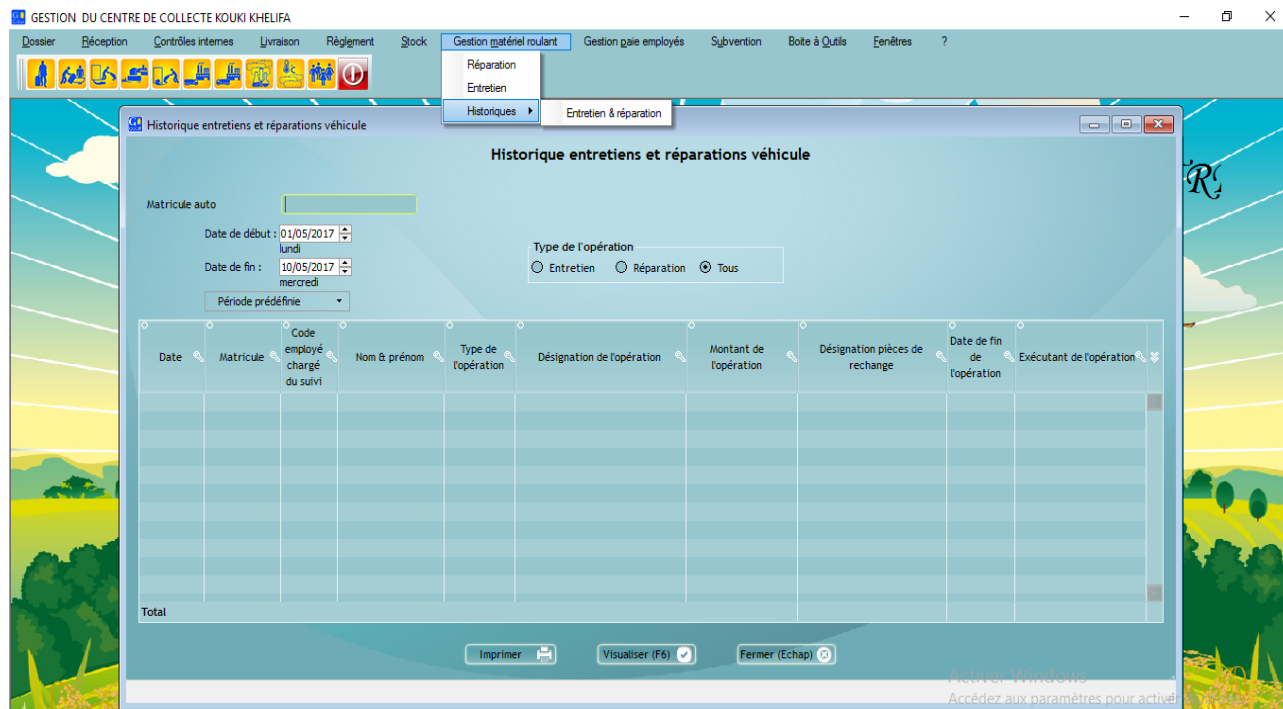 GESTION DU CENTRE DE COLLECTE KOUKI KHELIFA
Dossier Réception Contrôles internes Livraison Règlement Stock Gestion matériel roulant Gestion paie employés Subvention Boite à Outils Fenêtres ?
Réparation
Entretien
Historiques Entretien & réparation
Historique entretiens et réparations véhicule
Historique entretiens et réparations véhicule
Matricule auto
Date de début : 01/05/2017
lundi
Date de fin : 10/05/2017
mercredi
Période prédéfinie
Type de l'opération
Entretien Réparation Tous
Date
Matricule
Code
employé
chargé
du suivi
Nom & prénom
Type de
l'opération
Désignation de l'opération
Montant de
l'opération
Désignation pièces de
rechange
Date de fin
de
l'opération
Exécutant de l'opération
Total
Imprimer Visualiser (F6) Fermer (Echap)
Activer Windows
Accédez aux paramètres pour activer